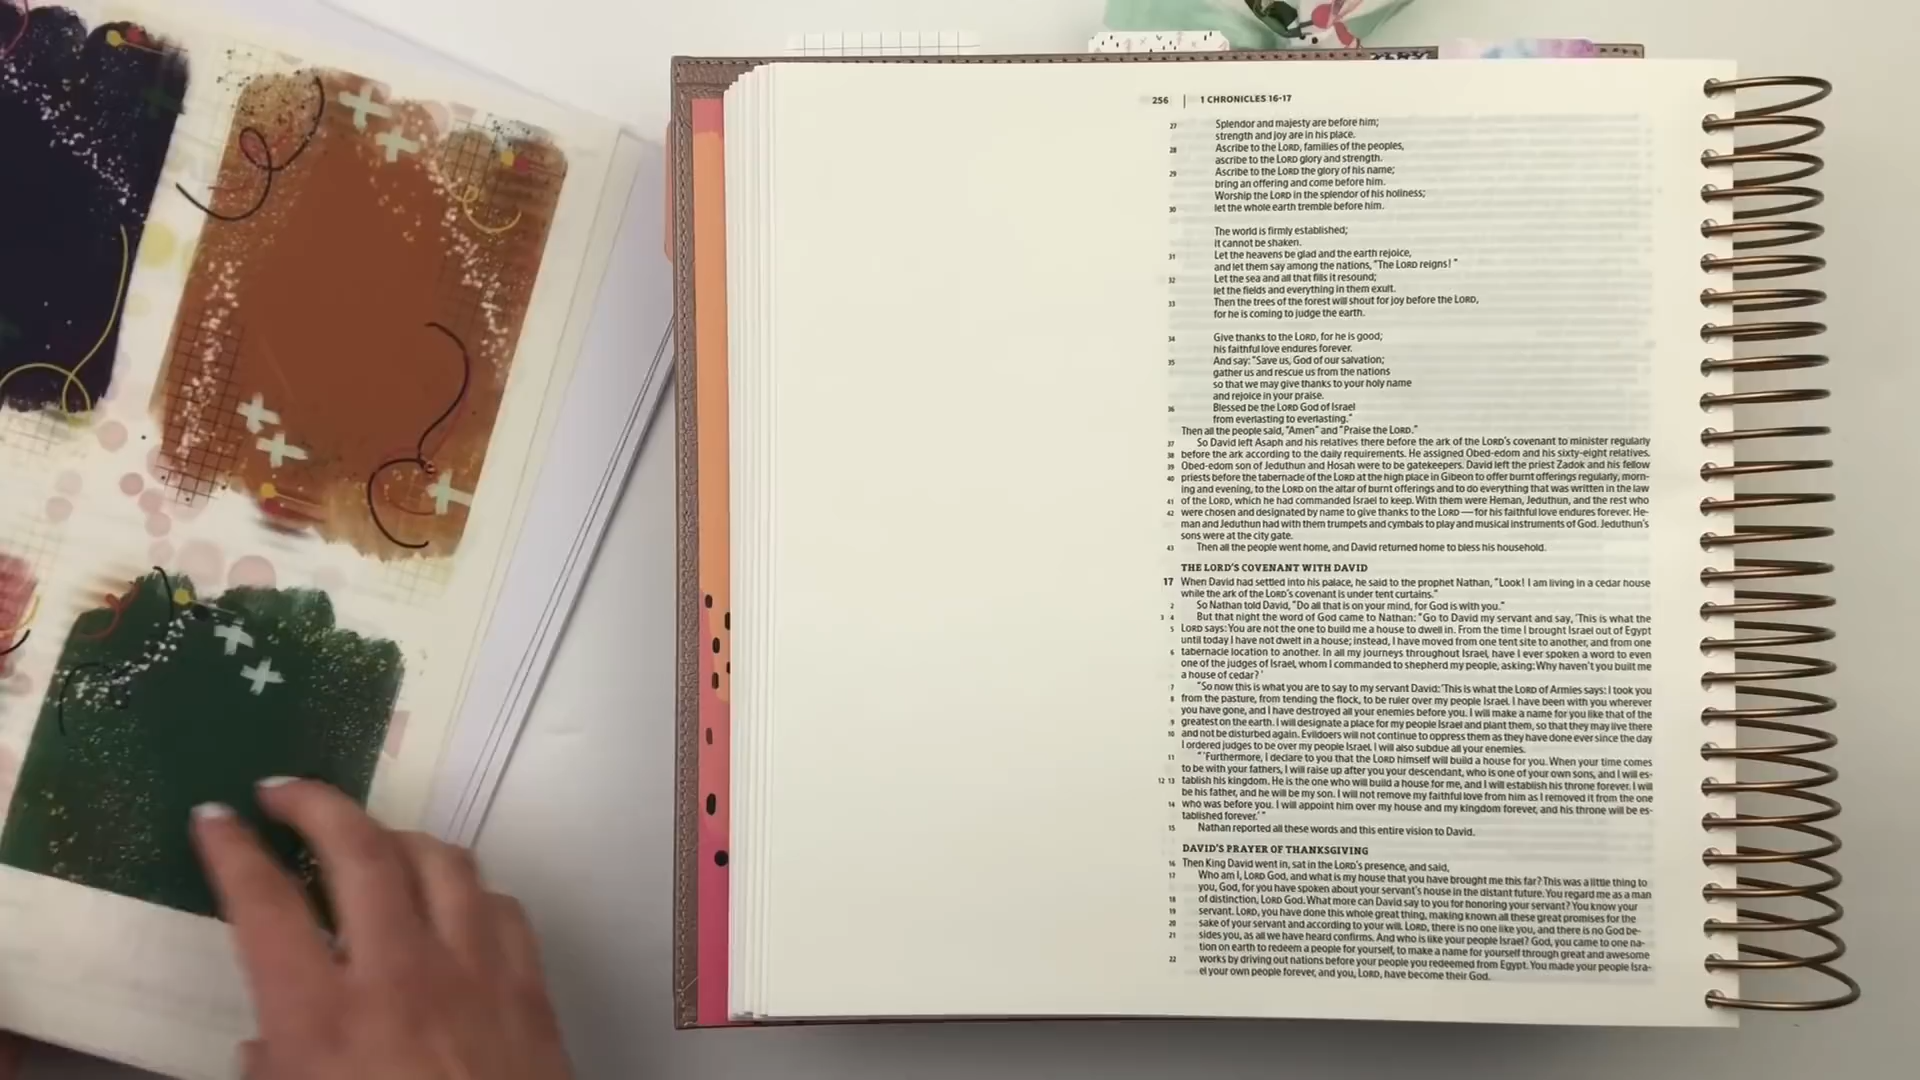 256 | 1 CHRONICLES 16-17
27 Splendor and majesty are before him;
strength and joy are in his place.
28 Ascribe to the LORD, families of the peoples,
ascribe to the LORD glory and strength.
29 Ascribe to the LORD the glory of his name;
bring an offering and come before him.
Worship the LORD in the splendor of his holiness;
30 let the whole earth tremble before him.
The world is firmly established;
it cannot be shaken.
31 Let the heavens be glad and the earth rejoice,
and let them say among the nations, "The LORD reigns!"
32 Let the sea and all that fills it resound;
let the fields and everything in them exult.
33 Then the trees of the forest will shout for joy before the LORD,
for he is coming to judge the earth.
34 Give thanks to the LORD, for he is good;
his faithful love endures forever.
35 And say: "Save us, God of our salvation;
gather us and rescue us from the nations
so that we may give thanks to your holy name
and rejoice in your praise.
36 Blessed be the LORD God of Israel
from everlasting to everlasting."
Then all the people said, "Amen" and "Praise the LORD."
37 So David left Asaph and his relatives there before the ark of the LORD's covenant to minister regularly
38 before the ark according to the daily requirements. He assigned Obed-edom and his sixty-eight relatives.
39 Obed-edom son of Jeduthun and Hosah were to be gatekeepers. David left the priest Zadok and his fellow
40 priests before the tabernacle of the LORD at the high place in Gibeon to offer burnt offerings regularly, morn-
ing and evening, to the LORD on the altar of burnt offerings and to do everything that was written in the law
41 of the LORD, which he had commanded Israel to keep. With them were Heman, Jeduthun, and the rest who
42 were chosen and designated by name to give thanks to the LORD — for his faithful love endures forever. He-
man and Jeduthun had with them trumpets and cymbals to play and musical instruments of God. Jeduthun's
sons were at the city gate.
43 Then all the people went home, and David returned home to bless his household.
THE LORD'S COVENANT WITH DAVID
17 When David had settled into his palace, he said to the prophet Nathan, "Look! I am living in a cedar house
while the ark of the LORD's covenant is under tent curtains."
2 So Nathan told David, "Do all that is on your mind, for God is with you."
3 4 But that night the word of God came to Nathan: "Go to David my servant and say, 'This is what the
5 LORD says: You are not the one to build me a house to dwell in. From the time I brought Israel out of Egypt
until today I have not dwelt in a house; instead, I have moved from one tent site to another, and from one
6 tabernacle location to another. In all my journeys throughout Israel, have I ever spoken a word to even
one of the judges of Israel, whom I commanded to shepherd my people, asking: Why haven't you built me
a house of cedar?'
7 "So now this is what you are to say to my servant David: 'This is what the LORD of Armies says: I took you
8 from the pasture, from tending the flock, to be ruler over my people Israel. I have been with you wherever
you have gone, and I have destroyed all your enemies before you. I will make a name for you like that of the
9 greatest on the earth. I will designate a place for my people Israel and plant them, so that they may live there
10 and not be disturbed again. Evildoers will not continue to oppress them as they have done ever since the day
I ordered judges to be over my people Israel. I will also subdue all your enemies.
11 "'Furthermore, I declare to you that the LORD himself will build a house for you. When your time comes
to be with your fathers, I will raise up after you your descendant, who is one of your own sons, and I will es-
12 13 tablish his kingdom. He is the one who will build a house for me, and I will establish his throne forever. I will
be his father, and he will be my son. I will not remove my faithful love from him as I removed it from the one
14 who was before you. I will appoint him over my house and my kingdom forever, and his throne will be es-
tablished forever.'"
15 Nathan reported all these words and this entire vision to David.
DAVID'S PRAYER OF THANKSGIVING
16 Then King David went in, sat in the LORD's presence, and said,
17 Who am I, LORD God, and what is my house that you have brought me this far? This was a little thing to
you, God, for you have spoken about your servant's house in the distant future. You regard me as a man
18 of distinction, LORD God. What more can David say to you for honoring your servant? You know your
19 servant. LORD, you have done this whole great thing, making known all these great promises for the
20 sake of your servant and according to your will. LORD, there is no one like you, and there is no God be-
21 sides you, as all we have heard confirms. And who is like your people Israel? God, you came to one na-
tion on earth to redeem a people for yourself, to make a name for yourself through great and awesome
22 works by driving out nations before your people you redeemed from Egypt. You made your people Isra-
el your own people forever, and you, LORD, have become their God.